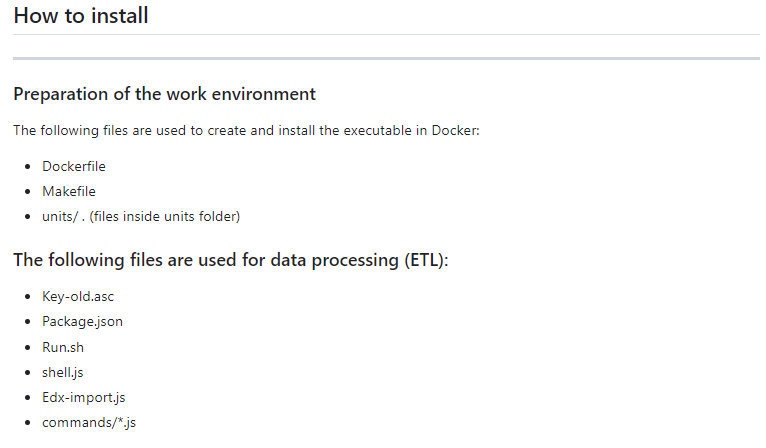 How to install
Preparation of the work environment
The following files are used to create and install the executable in Docker:
• Dockerfile
• Makefile
• units/ . (files inside units folder)
The following files are used for data processing (ETL):
• Key-old.asc
• Package.json
• Run.sh
• shell.js
• Edx-import.js
• commands/*.js